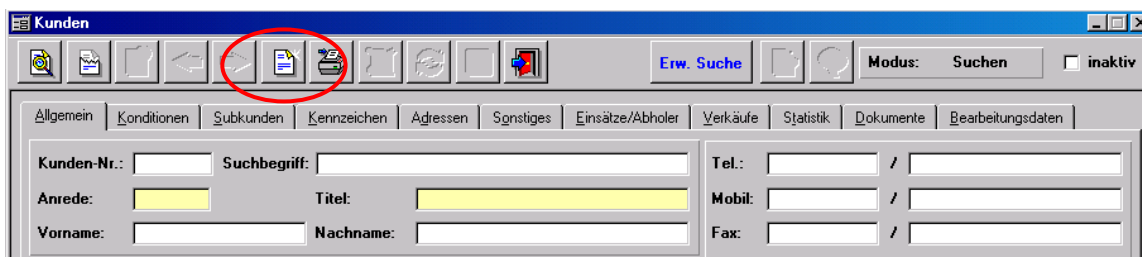 Kunden
Erw. Suche Modus: Suchen inaktiv
Allgemein Konditionen Subkunden Kennzeichen Adressen Sonstiges Einsätze/Abholer Verkäufe Statistik Dokumente Bearbeitungsdaten
Kunden-Nr.: Suchbegriff: Tel.: /
Anrede: Titel: Mobil: /
Vorname: Nachname: Fax: /